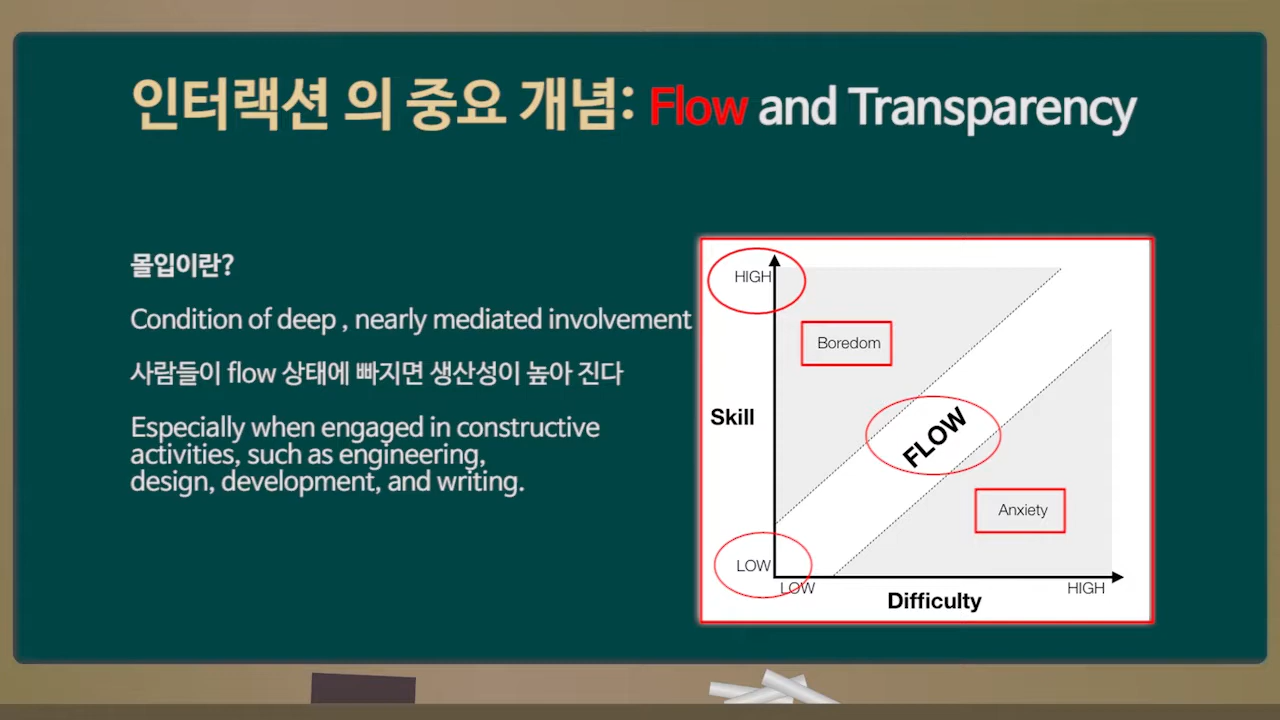 인터랙션 의 중요 개념: Flow and Transparency
몰입이란?
Condition of deep , nearly mediated involvement
사람들이 flow 상태에 빠지면 생산성이 높아 진다
Especially when engaged in constructive
activities, such as engineering,
design, development, and writing.
HIGH
Boredom
Skill
FLOW
Anxiety
LOW
LOW
HIGH
Difficulty